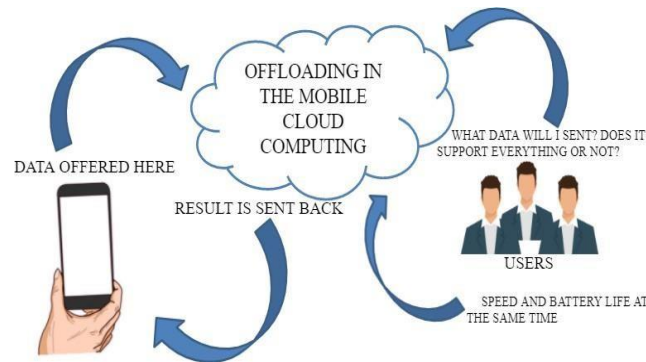 OFFLOADING IN
THE MOBILE
CLOUD
COMPUTING
DATA OFFERED HERE
RESULT IS SENT BACK
WHAT DATA WILL I SENT? DOES IT
SUPPORT EVERYTHING OR NOT?
USERS
SPEED AND BATTERY LIFE AT
THE SAME TIME